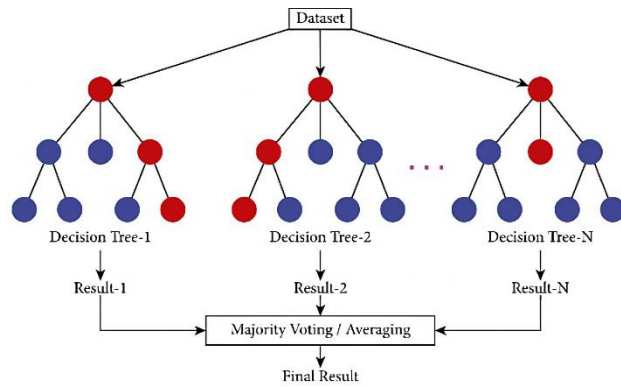 Dataset
Decision Tree-1
Decision Tree-2
Decision Tree-N
Result-1
Result-2
Result-N
Majority Voting / Averaging
Final Result